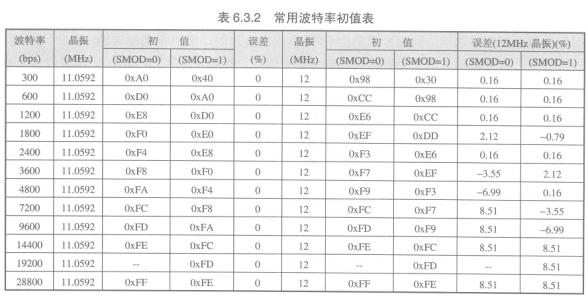 表 6.3.2 常用波特率初值表
波特率 晶振 初 值 误差 晶振 初 值 误差(12MHz 晶振)(%)
(bps) (MHz) (SMOD=0) (SMOD=1) (%) (MHz) (SMOD=0) (SMOD=1) (SMOD=0) (SMOD=1)
300 11.0592 0xA0 0x40 0 12 0x98 0x30 0.16 0.16
600 11.0592 0xD0 0xA0 0 12 0xCC 0x98 0.16 0.16
1200 11.0592 0xE8 0xD0 0 12 0xE6 0xCC 0.16 0.16
1800 11.0592 0xF0 0xE0 0 12 0xEF 0xDD 2.12 -0.79
2400 11.0592 0xF4 0xE8 0 12 0xF3 0xE6 0.16 0.16
3600 11.0592 0xF8 0xF0 0 12 0xF7 0xEF -3.55 2.12
4800 11.0592 0xFA 0xF4 0 12 0xF9 0xF3 -6.99 0.16
7200 11.0592 0xFC 0xF8 0 12 0xFC 0xF7 8.51 -3.55
9600 11.0592 0xFD 0xFA 0 12 0xFD 0xF9 8.51 -6.99
14400 11.0592 0xFE 0xFC 0 12 0xFE 0xFC 8.51 8.51
19200 11.0592 -- 0xFD 0 12 -- 0xFD -- 8.51
28800 11.0592 0xFF 0xFE 0 12 0xFF 0xFE 8.51 8.51